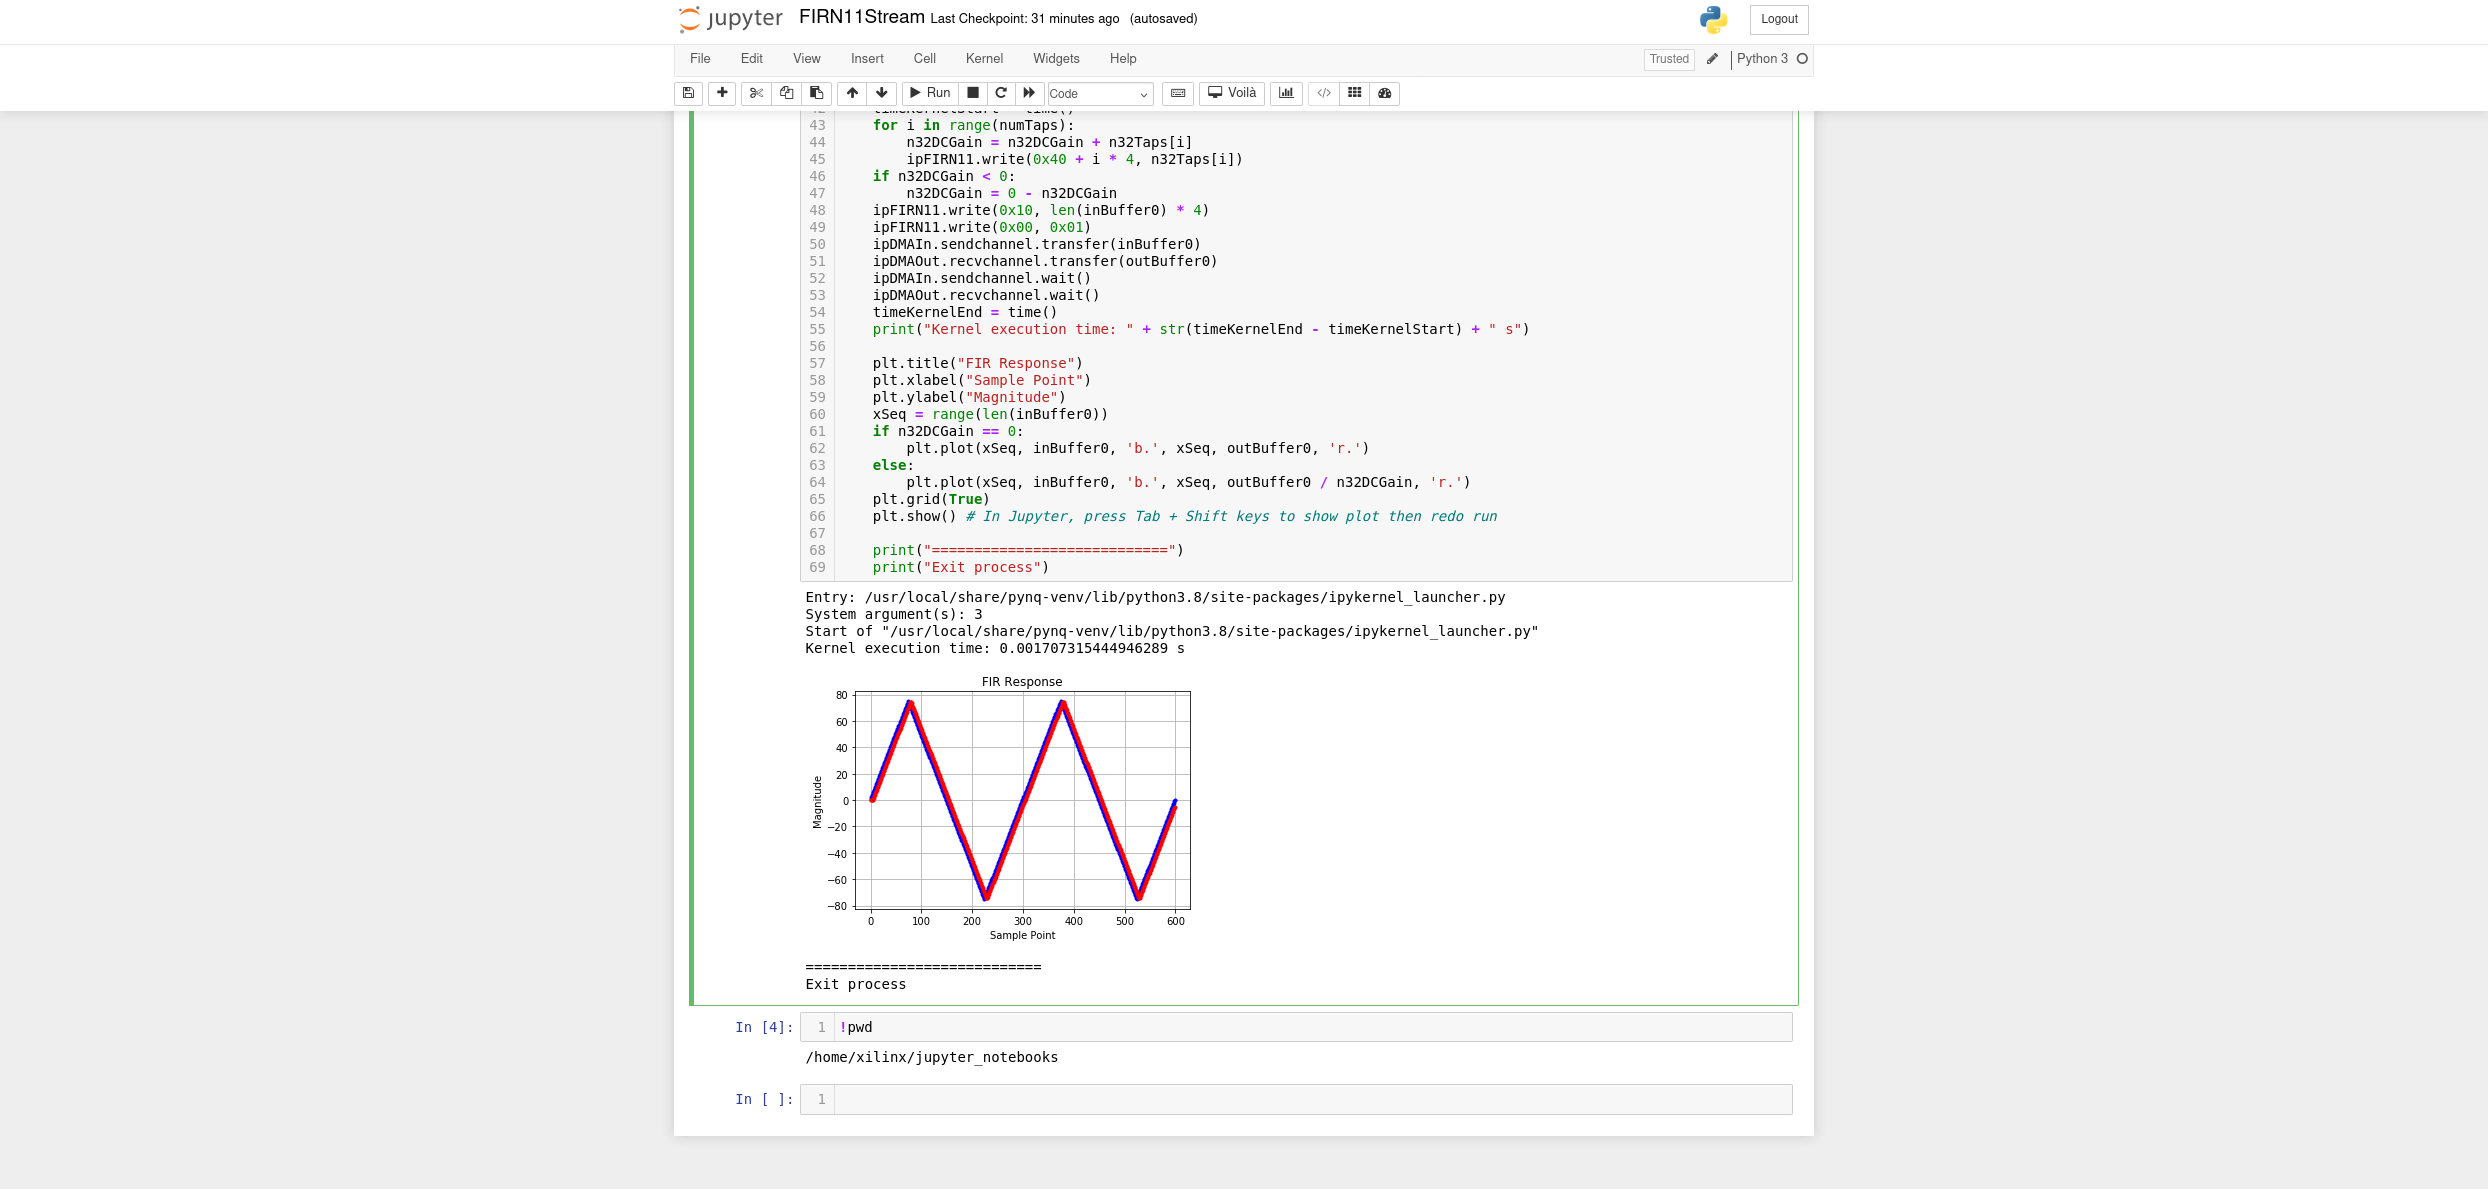 jupyter FIRN11Stream Last Checkpoint: 31 minutes ago (autosaved) Logout
File Edit View Insert Cell Kernel Widgets Help Trusted Python 3
Run Code Voilà
42 timeKernelStart = time()
43 for i in range(numTaps):
44 n32DCGain = n32DCGain + n32Taps[i]
45 ipFIRN11.write(0x40 + i * 4, n32Taps[i])
46 if n32DCGain < 0:
47 n32DCGain = 0 - n32DCGain
48 ipFIRN11.write(0x10, len(inBuffer0) * 4)
49 ipFIRN11.write(0x00, 0x01)
50 ipDMAIn.sendchannel.transfer(inBuffer0)
51 ipDMAOut.recvchannel.transfer(outBuffer0)
52 ipDMAIn.sendchannel.wait()
53 ipDMAOut.recvchannel.wait()
54 timeKernelEnd = time()
55 print("Kernel execution time: " + str(timeKernelEnd - timeKernelStart) + " s")
56
57 plt.title("FIR Response")
58 plt.xlabel("Sample Point")
59 plt.ylabel("Magnitude")
60 xSeq = range(len(inBuffer0))
61 if n32DCGain == 0:
62 plt.plot(xSeq, inBuffer0, 'b.', xSeq, outBuffer0, 'r.')
63 else:
64 plt.plot(xSeq, inBuffer0, 'b.', xSeq, outBuffer0 / n32DCGain, 'r.')
65 plt.grid(True)
66 plt.show() # In Jupyter, press Tab + Shift keys to show plot then redo run
67
68 print("============================")
69 print("Exit process")
Entry: /usr/local/share/pynq-venv/lib/python3.8/site-packages/ipykernel_launcher.py
System argument(s): 3
Start of "/usr/local/share/pynq-venv/lib/python3.8/site-packages/ipykernel_launcher.py"
Kernel execution time: 0.001707315444946289 s
FIR Response
80
60
40
20
0
−20
−40
−60
−80
Magnitude
0 100 200 300 400 500 600
Sample Point
============================
Exit process
In [4]: 1 !pwd
/home/xilinx/jupyter_notebooks
In [ ]: 1